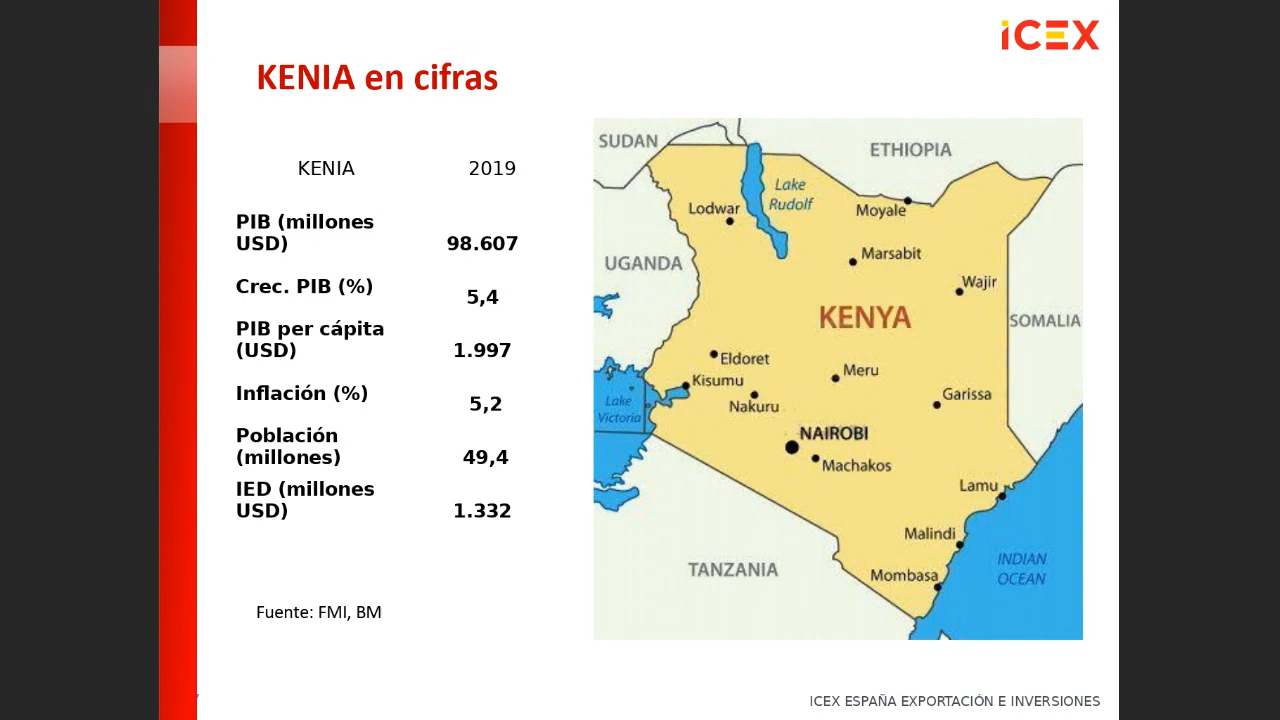 iCEX
KENIA en cifras
KENIA 2019
PIB (millones
USD) 98.607
Crec. PIB (%) 5,4
PIB per cápita
(USD) 1.997
Inflación (%) 5,2
Población
(millones) 49,4
IED (millones
USD) 1.332
Fuente: FMI, BM
SUDAN
ETHIOPIA
Lake
Rudolf
Lodwar
Moyale
Marsabit
UGANDA
Wajir
KENYA
SOMALIA
Eldoret
Meru
Kisumu
Garissa
Lake
Victoria
Nakuru
NAIROBI
Machakos
Lamu
Malindi
INDIAN
OCEAN
TANZANIA
Mombasa
ICEX ESPAÑA EXPORTACIÓN E INVERSIONES